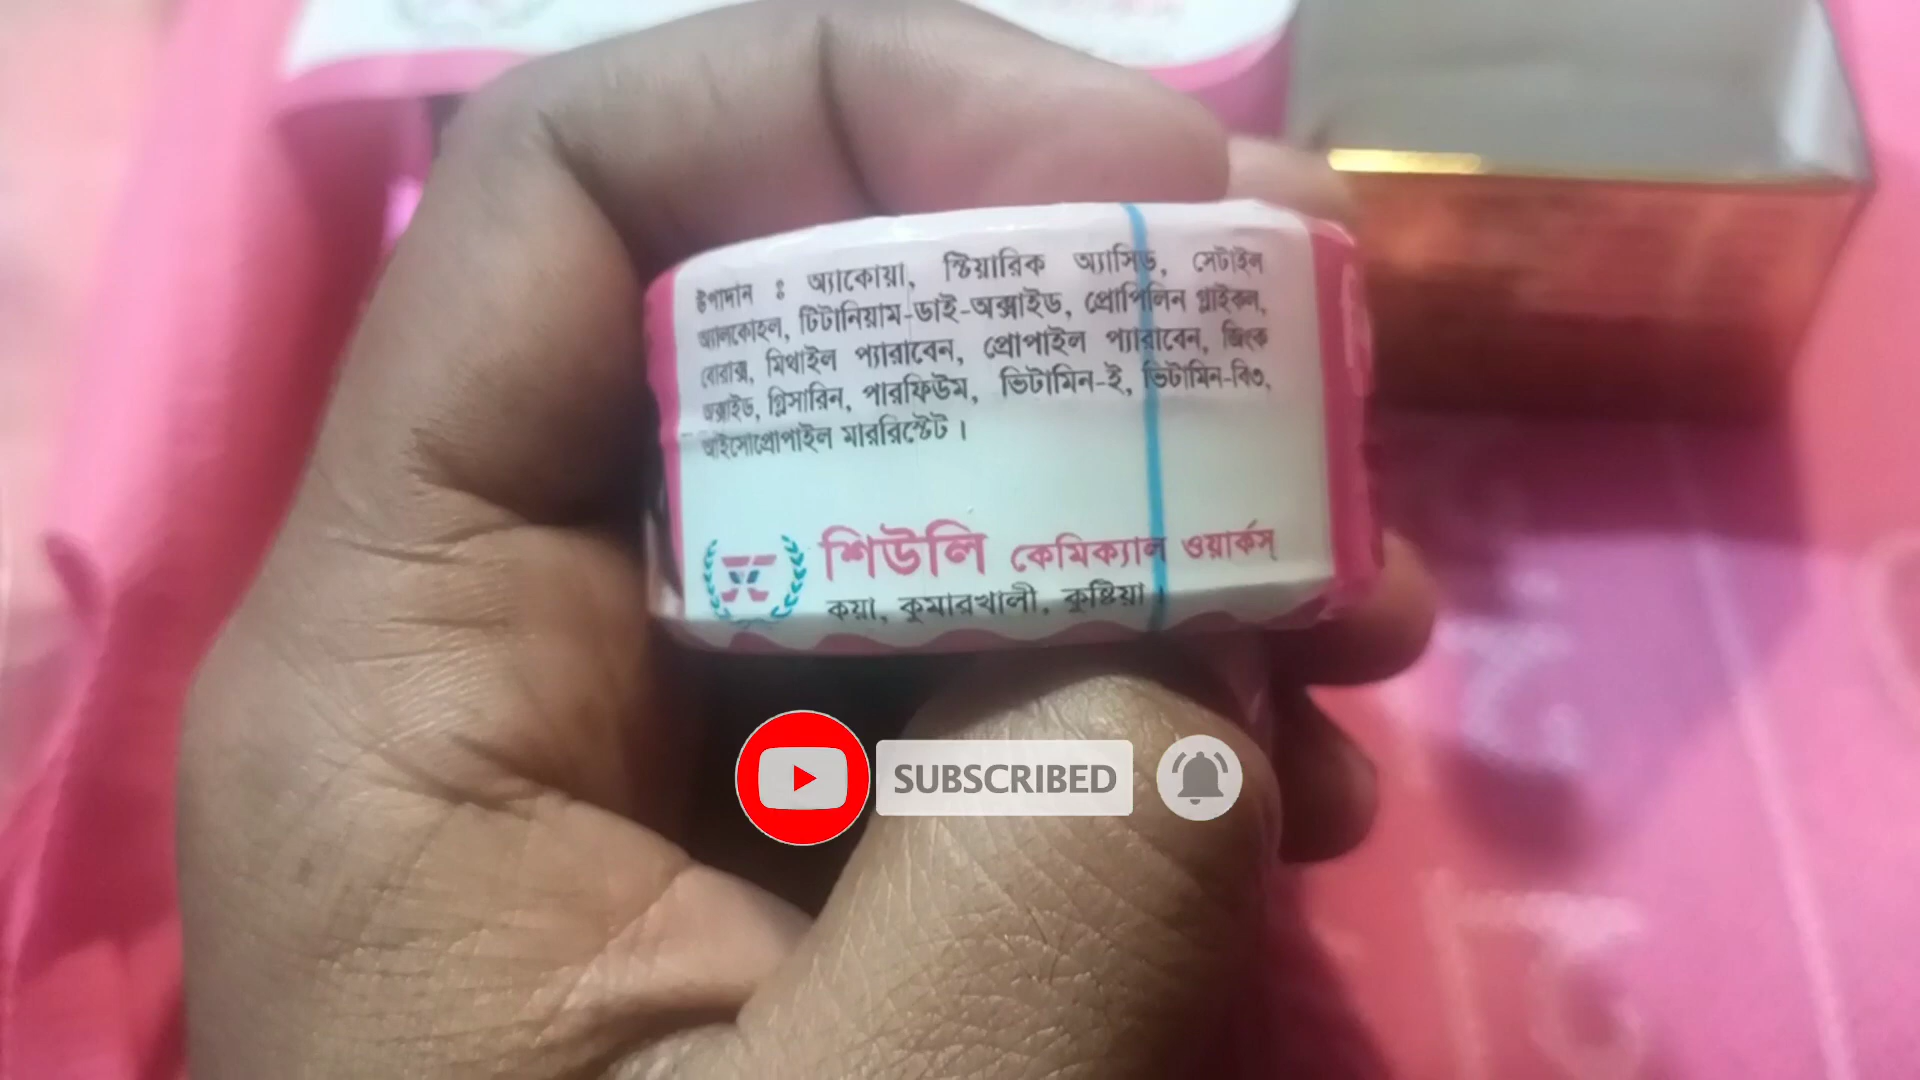 উপাদান ঃ অ্যাকোয়া, স্টিয়ারিক অ্যাসিড, সেটাইল
অ্যালকোহল, টিটানিয়াম-ডাই-অক্সাইড, প্রোপিলিন গ্লাইকল,
বোরাক্স, মিথাইল প্যারাবেন, প্রোপাইল প্যারাবেন, জিংক
অক্সাইড, গ্লিসারিন, পারফিউম, ভিটামিন-ই, ভিটামিন-বি৩,
আইসোপ্রোপাইল মাররিস্টেট।
শিউলি কেমিক্যাল ওয়ার্কস্
কয়া, কুমারখালী, কুষ্টিয়া
SUBSCRIBED